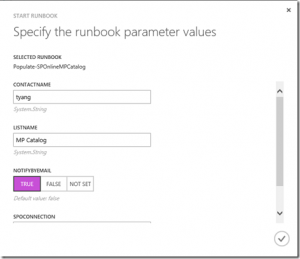 START RUNBOOK
Specify the runbook parameter values
SELECTED RUNBOOK
Populate-SPOnlineMPCatalog
CONTACTNAME
tyang
System.String
LISTNAME
MP Catalog
System.String
NOTIFYBYEMAIL
TRUE FALSE NOT SET
Default value: false
SPOCONNECTION